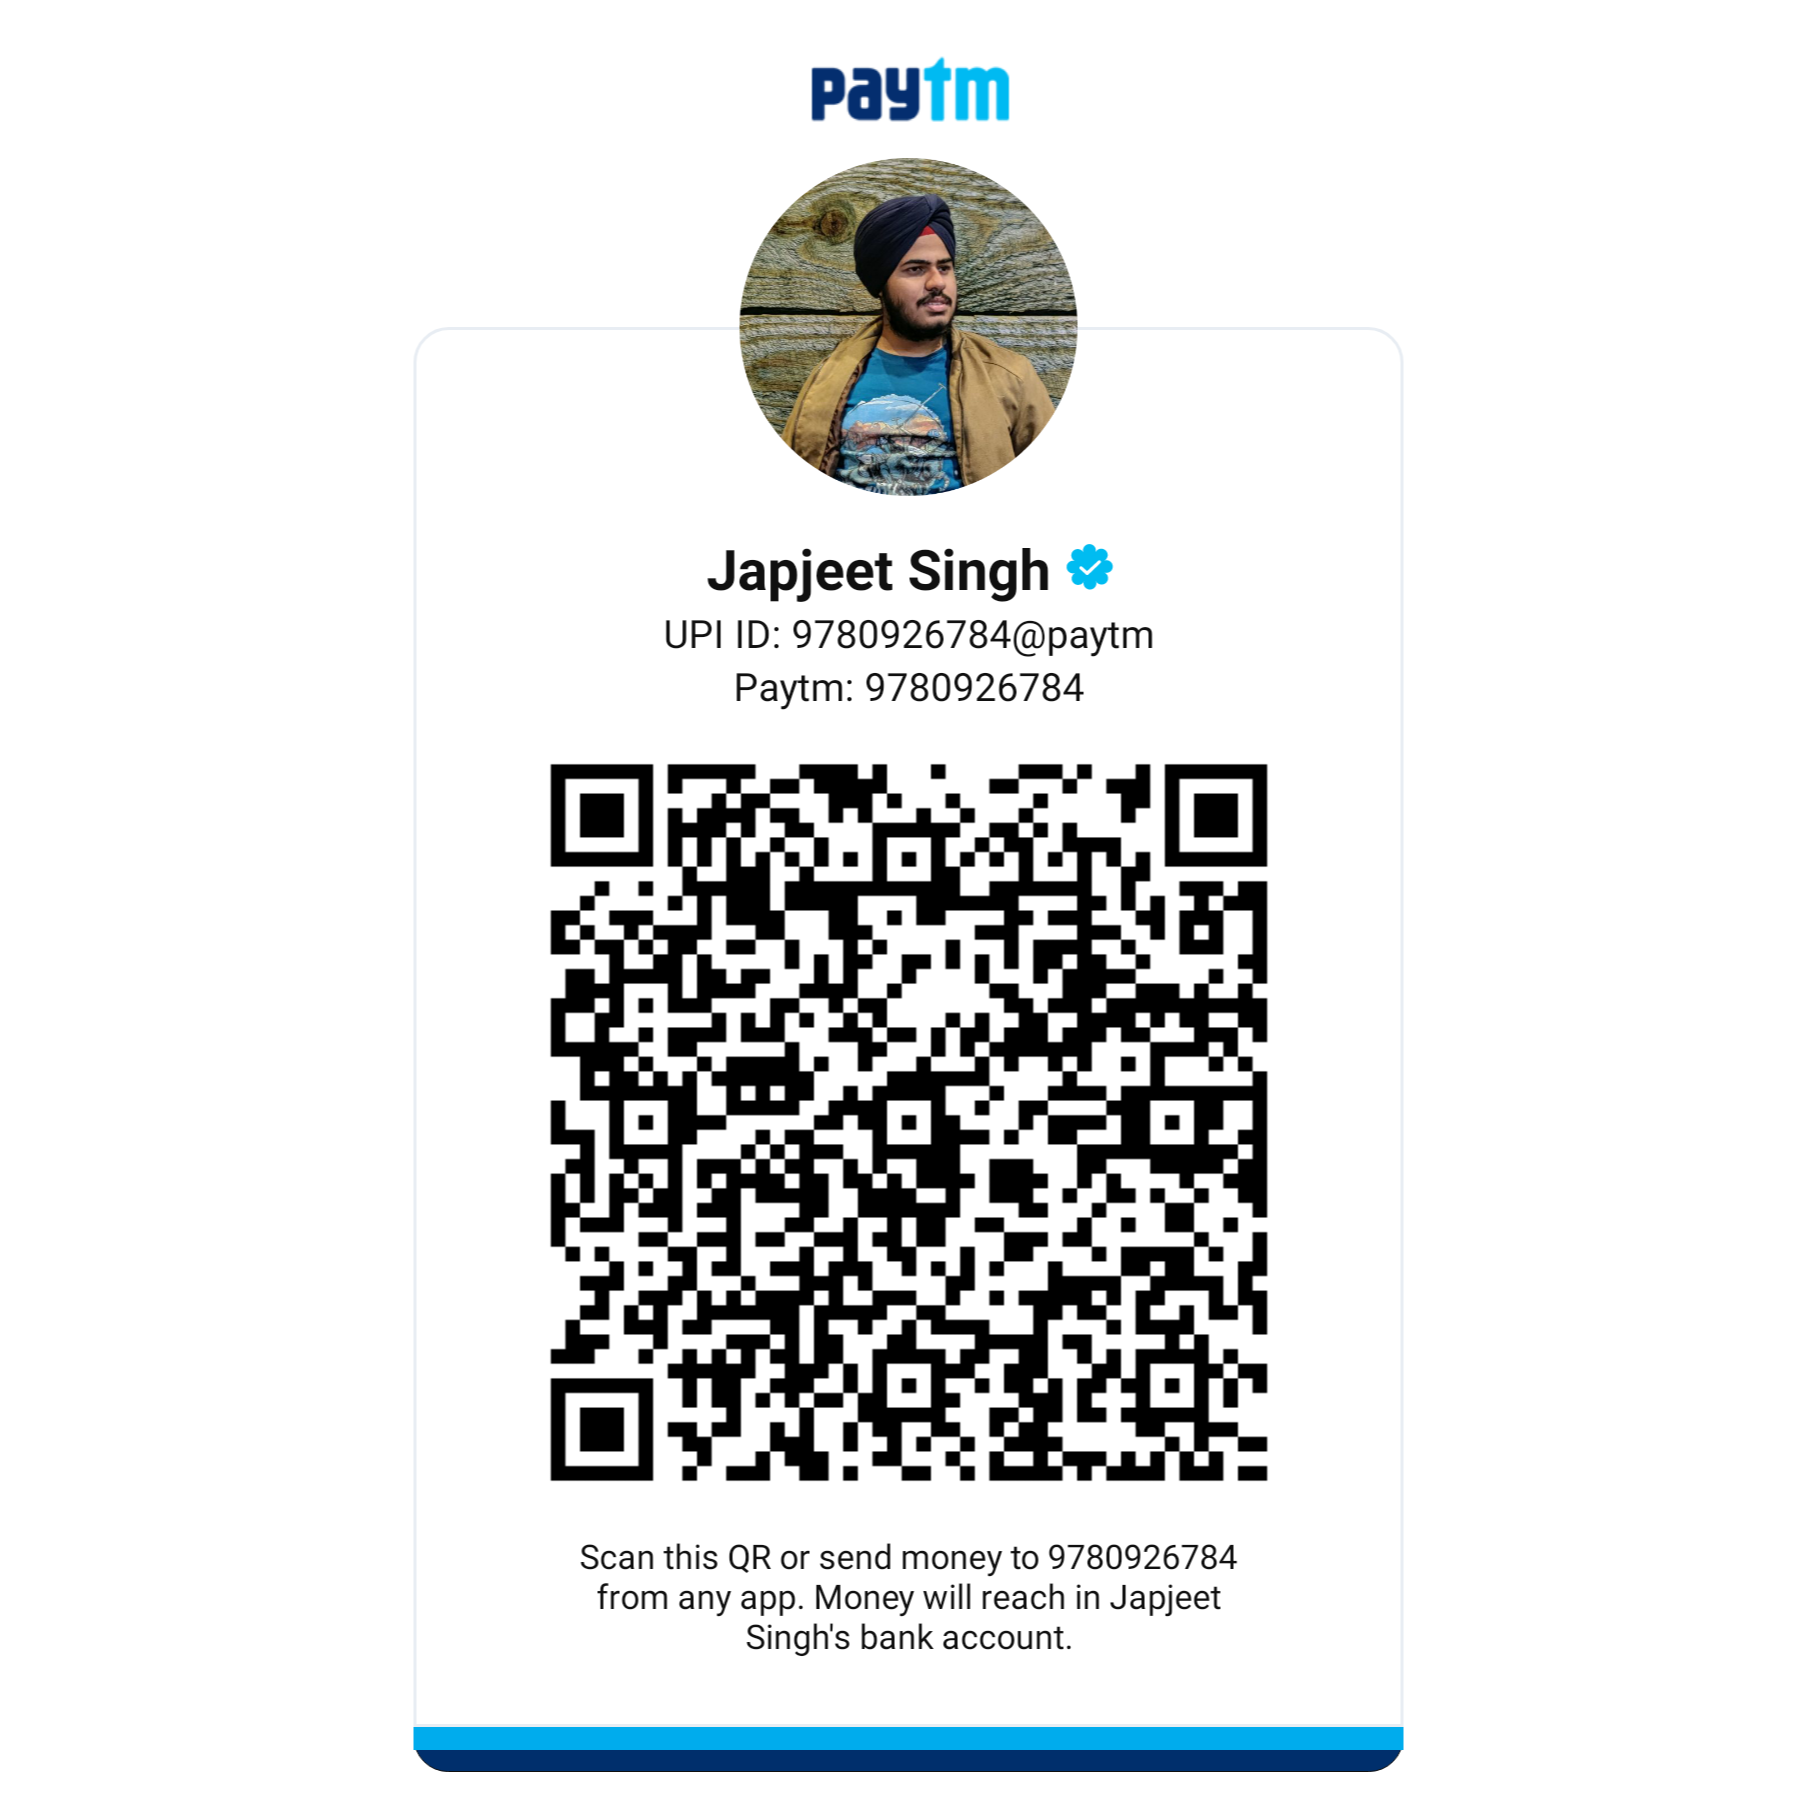 paytm
Japjeet Singh
UPI ID: 9780926784@paytm
Paytm: 9780926784
Scan this QR or send money to 9780926784
from any app. Money will reach in Japjeet
Singh's bank account.